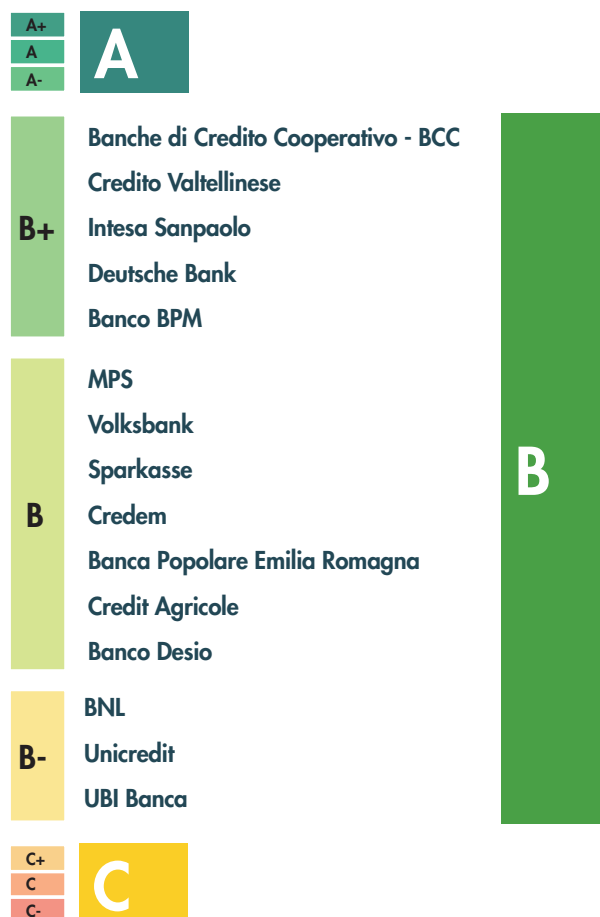 A+
A
A-
A
B+
Banche di Credito Cooperativo - BCC
Credito Valtellinese
Intesa Sanpaolo
Deutsche Bank
Banco BPM
B
MPS
Volksbank
Sparkasse
Credem
Banca Popolare Emilia Romagna
Credit Agricole
Banco Desio
B-
BNL
Unicredit
UBI Banca
B
C+
C
C-
C